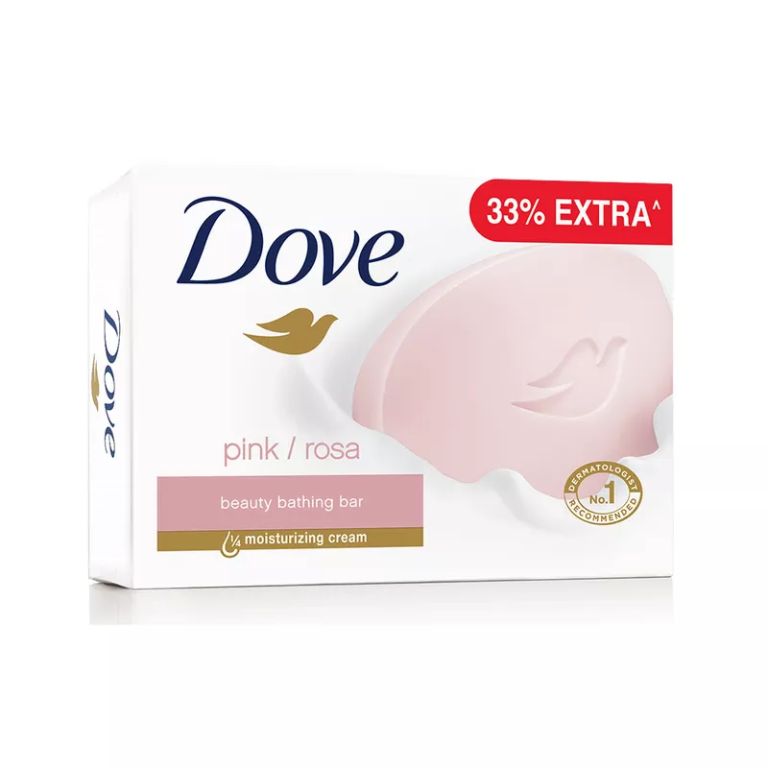 Dove
33% EXTRA^
pink / rosa
beauty bathing bar
¼ moisturizing cream
DERMATOLOGIST
No.1
RECOMMENDED
Dove